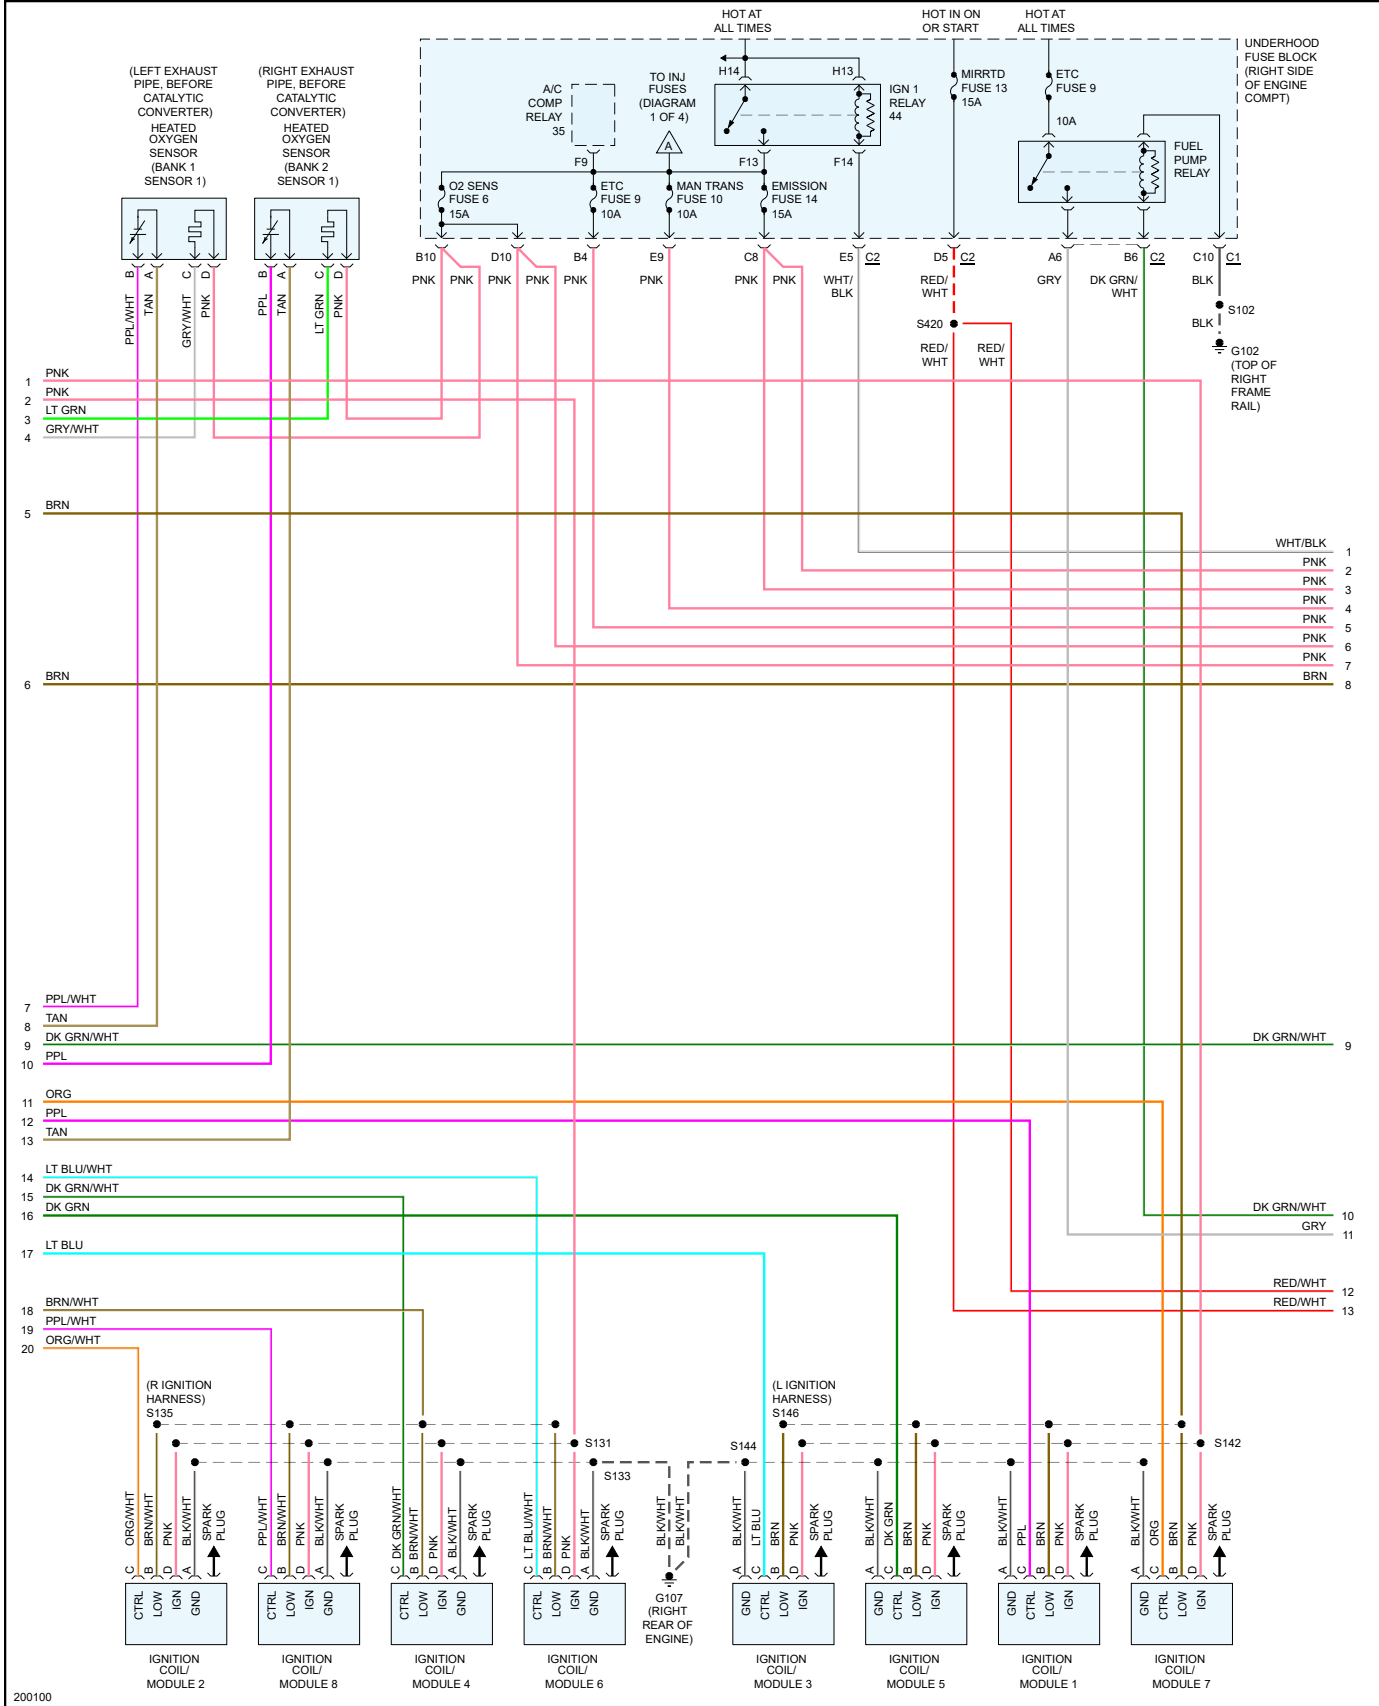 HOT AT
ALL TIMES
HOT IN ON
OR START
HOT AT
ALL TIMES
UNDERHOOD
FUSE BLOCK
(RIGHT SIDE
OF ENGINE
COMPT)
(LEFT EXHAUST
PIPE, BEFORE
CATALYTIC
CONVERTER)
HEATED
OXYGEN
SENSOR
(BANK 1
SENSOR 1)
(RIGHT EXHAUST
PIPE, BEFORE
CATALYTIC
CONVERTER)
HEATED
OXYGEN
SENSOR
(BANK 2
SENSOR 1)
A/C
COMP
RELAY
35
TO INJ
FUSES
(DIAGRAM
1 OF 4)
A
H14
H13
IGN 1
RELAY
44
MIRRTD
FUSE 13
15A
ETC
FUSE 9
10A
FUEL
PUMP
RELAY
F9
F13
F14
O2 SENS
FUSE 6
15A
ETC
FUSE 9
10A
MAN TRANS
FUSE 10
10A
EMISSION
FUSE 14
15A
B10
D10
B4
E9
C8
E5
C2
D5
C2
A6
B6
C2
C10
C1
B
A
C
D
B
A
C
D
PPL/WHT
TAN
GRY/WHT
PNK
PPL
TAN
LT GRN
PNK
PNK
PNK
PNK
PNK
PNK
PNK
PNK
PNK
WHT/
BLK
RED/
WHT
GRY
DK GRN/
WHT
BLK
S102
BLK
S420
RED/
WHT
RED/
WHT
G102
(TOP OF
RIGHT
FRAME
RAIL)
1 PNK
2 PNK
3 LT GRN
4 GRY/WHT
5 BRN
WHT/BLK 1
PNK 2
PNK 3
PNK 4
PNK 5
PNK 6
PNK 7
6 BRN
BRN 8
7 PPL/WHT
8 TAN
9 DK GRN/WHT
DK GRN/WHT 9
10 PPL
11 ORG
12 PPL
13 TAN
14 LT BLU/WHT
15 DK GRN/WHT
16 DK GRN
DK GRN/WHT 10
GRY 11
17 LT BLU
RED/WHT 12
RED/WHT 13
18 BRN/WHT
19 PPL/WHT
20 ORG/WHT
(R IGNITION
HARNESS)
S135
(L IGNITION
HARNESS)
S146
S131
S133
S144
S142
ORG/WHT
BRN/WHT
PNK
BLK/WHT
SPARK
PLUG
PPL/WHT
BRN/WHT
PNK
BLK/WHT
SPARK
PLUG
DK GRN/WHT
BRN/WHT
PNK
BLK/WHT
SPARK
PLUG
LT BLU/WHT
BRN/WHT
PNK
BLK/WHT
SPARK
PLUG
BLK/WHT
BLK/WHT
BLK/WHT
LT BLU
BRN
PNK
SPARK
PLUG
BLK/WHT
DK GRN
BRN
PNK
SPARK
PLUG
BLK/WHT
PPL
BRN
PNK
SPARK
PLUG
BLK/WHT
ORG
BRN
PNK
SPARK
PLUG
C
B
D
A
C
B
D
A
C
B
D
A
C
B
D
A
A
C
B
D
A
C
B
D
A
C
B
D
A
C
B
D
CTRL
LOW
IGN
GND
CTRL
LOW
IGN
GND
CTRL
LOW
IGN
GND
CTRL
LOW
IGN
GND
GND
CTRL
LOW
IGN
GND
CTRL
LOW
IGN
GND
CTRL
LOW
IGN
GND
CTRL
LOW
IGN
G107
(RIGHT
REAR OF
ENGINE)
IGNITION
COIL/
MODULE 2
IGNITION
COIL/
MODULE 8
IGNITION
COIL/
MODULE 4
IGNITION
COIL/
MODULE 6
IGNITION
COIL/
MODULE 3
IGNITION
COIL/
MODULE 5
IGNITION
COIL/
MODULE 1
IGNITION
COIL/
MODULE 7
200100